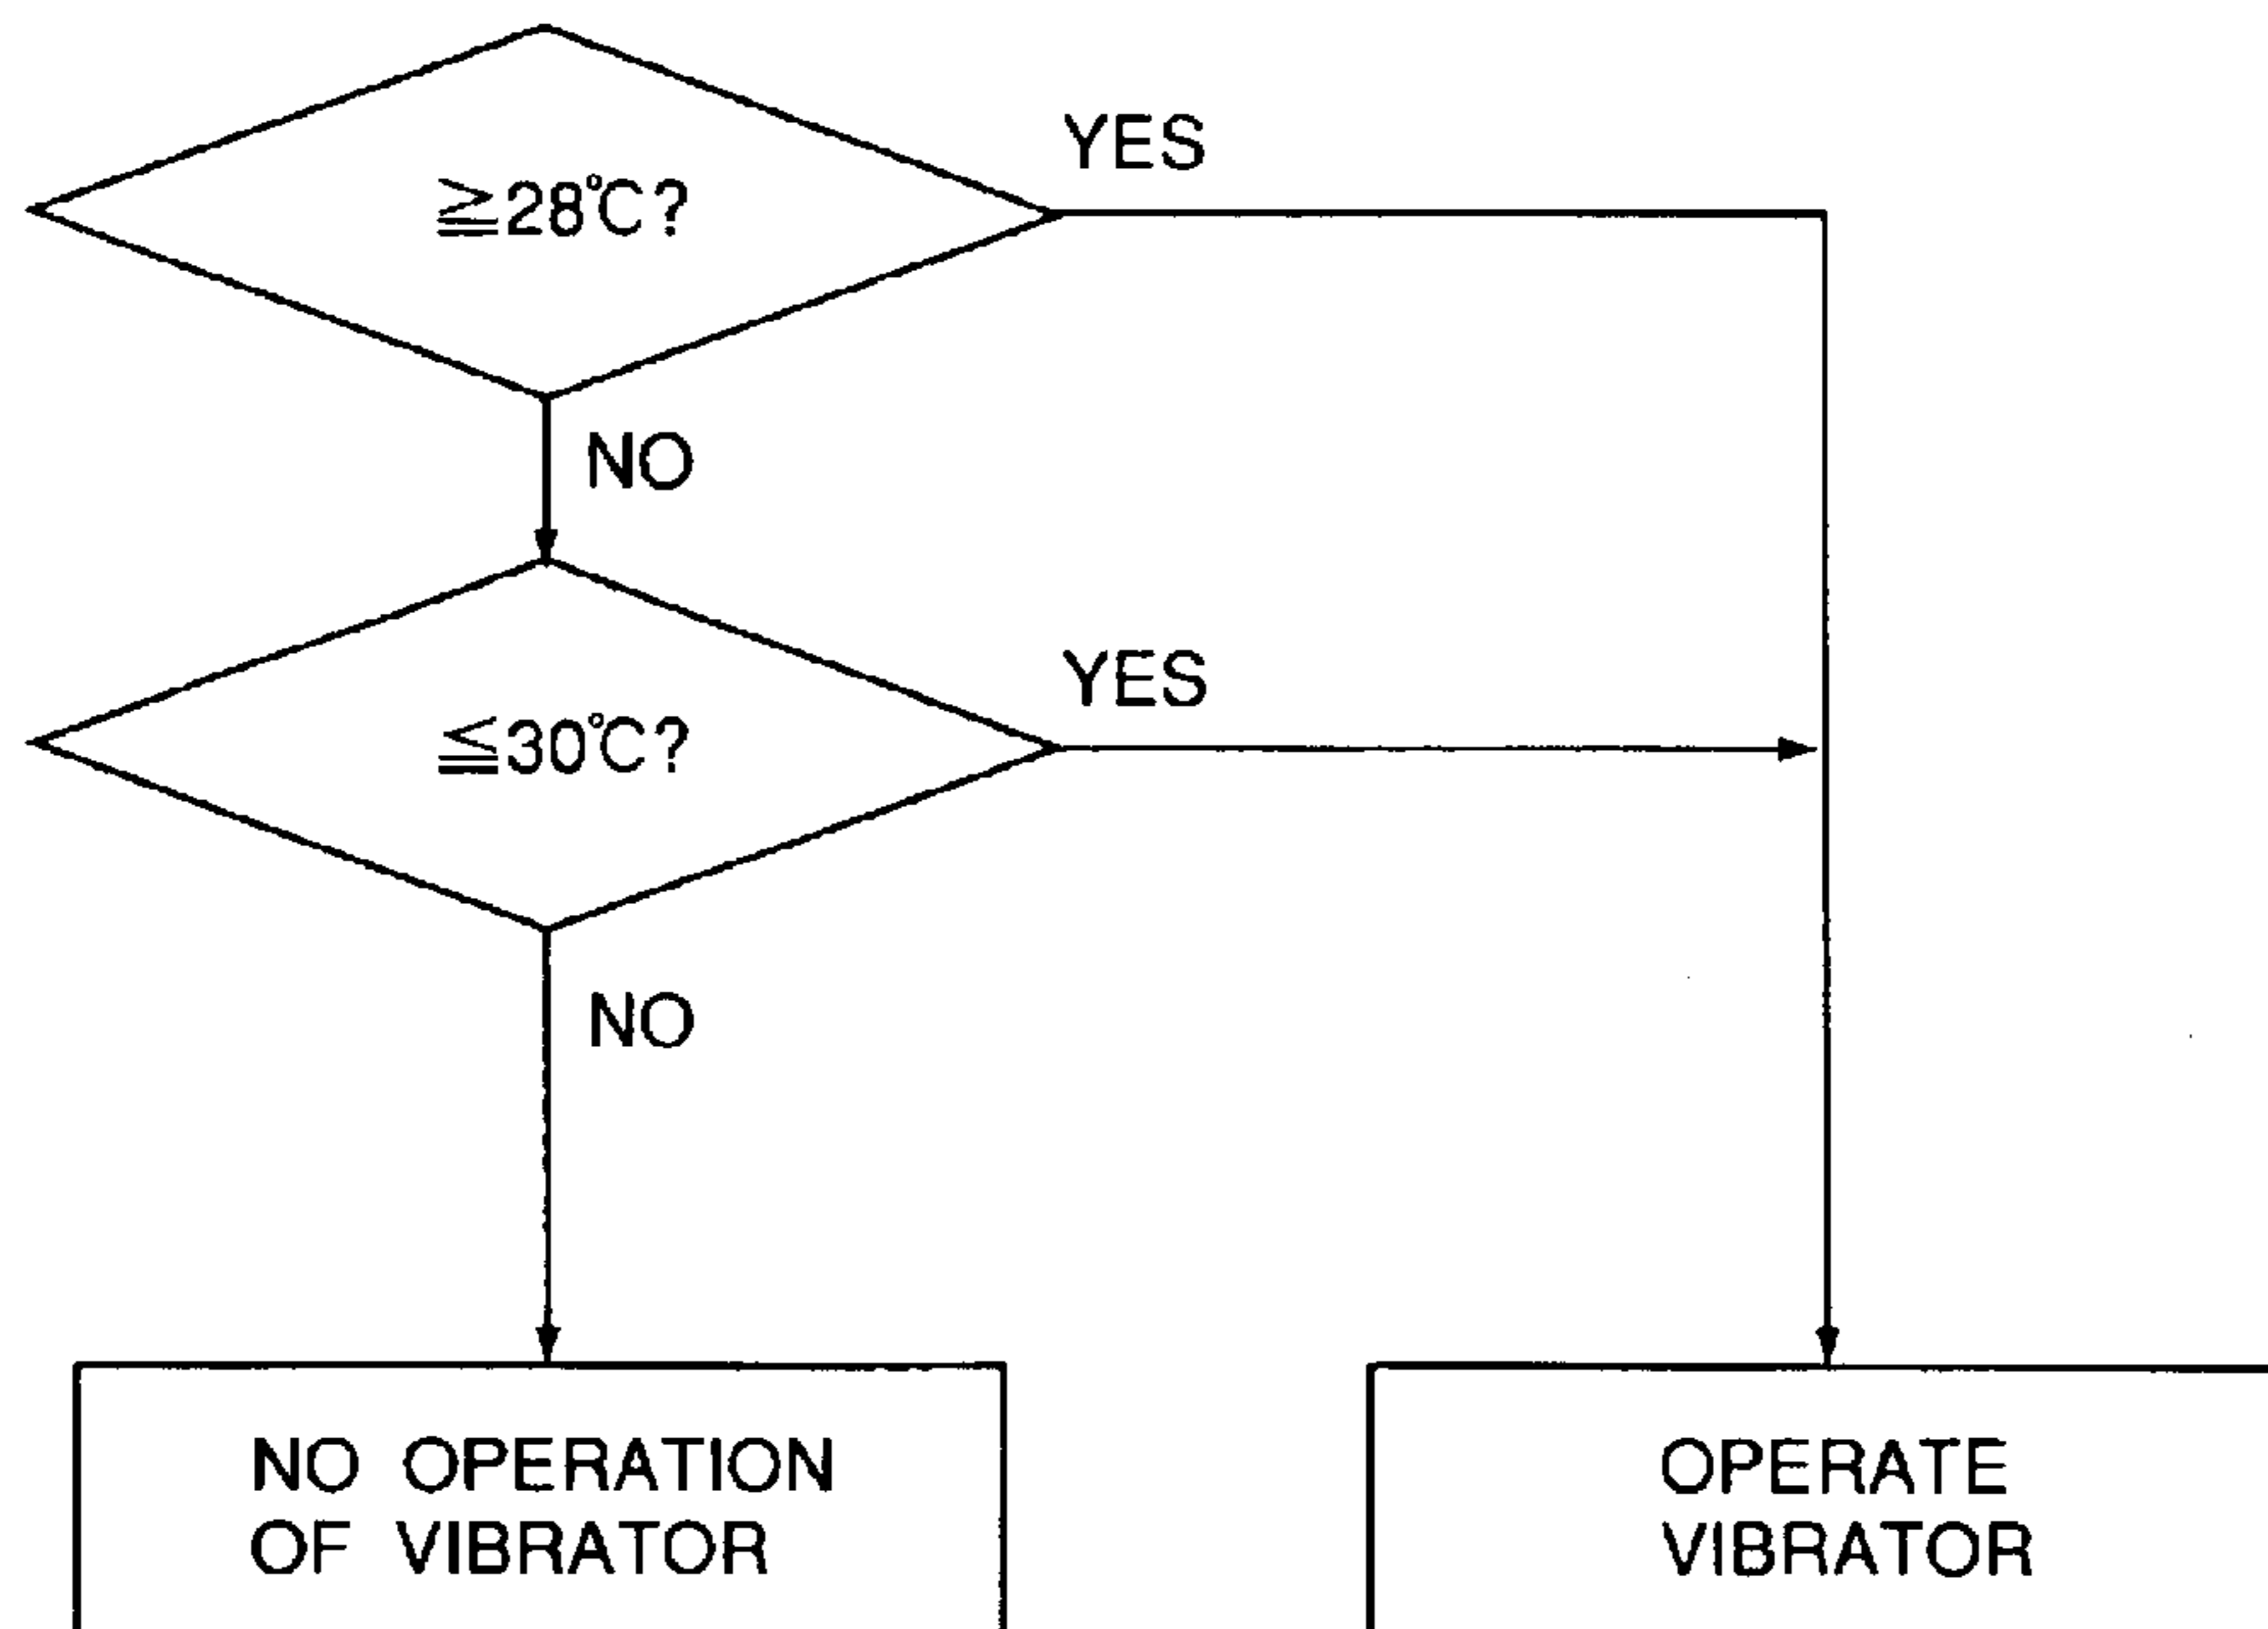 YES
≧28°C?
NO
YES
≦30°C?
NO
NO OPERATION
OF VIBRATOR
OPERATE
VIBRATOR